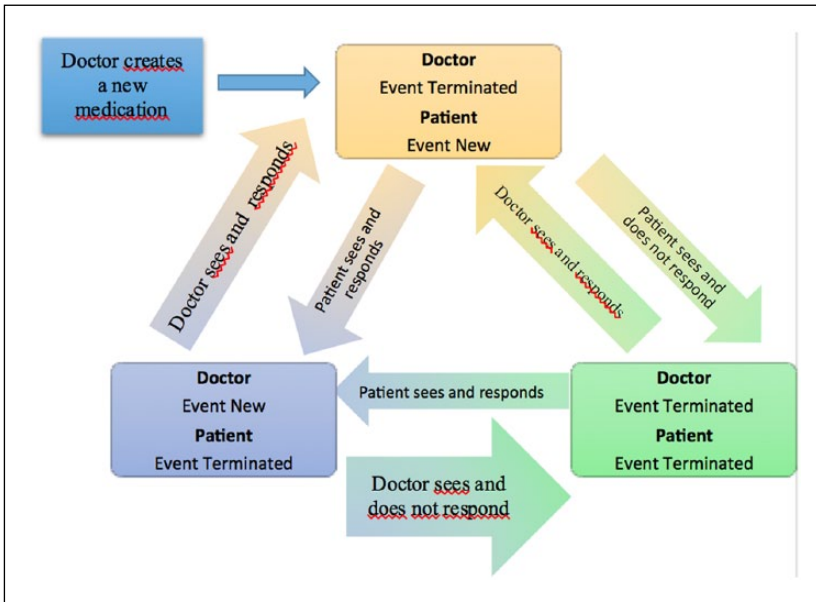 Doctor creates
a new
medication
Doctor
Event Terminated
Patient
Event New
Doctor sees and responds
Patient sees and
responds
Doctor sees and responds
Patient sees and
does not respond
Doctor
Event New
Patient
Event Terminated
Patient sees and responds
Doctor
Event Terminated
Patient
Event Terminated
Doctor sees and
does not respond